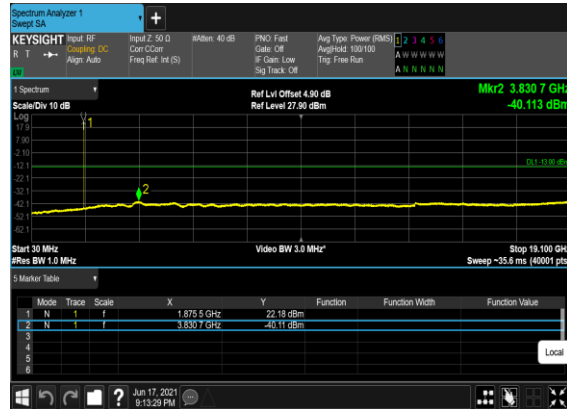 Spectrum Analyzer 1
Swept SA
+
KEYSIGHT
R T
Input: RF
Coupling: DC
Align: Auto
Input Z: 50 Ω
Corr CCorr
Freq Ref: Int (S)
#Atten: 40 dB
PNO: Fast
Gate: Off
IF Gain: Low
Sig Track: Off
Avg Type: Power (RMS)
Avg|Hold: 100/100
Trig: Free Run
1 2 3 4 5 6
A W W W W W
A N N N N N
1 Spectrum
Scale/Div 10 dB
Log
Ref Lvl Offset 4.90 dB
Ref Level 27.90 dBm
Mkr2 3.830 7 GHz
-40.113 dBm
17.9
7.90
-2.10
-12.1
-22.1
-32.1
-42.1
-52.1
-62.1
1
2
DL1 -13.00 dBm
Start 30 MHz
#Res BW 1.0 MHz
Video BW 3.0 MHz*
Stop 19.100 GHz
Sweep ~35.6 ms (40001 pts)
5 Marker Table
Mode Trace Scale X Y Function Function Width Function Value
1 N 1 f 1.875 5 GHz 22.18 dBm
2 N 1 f 3.830 7 GHz -40.11 dBm
3
4
5
6
Local
?
Jun 17, 2021
9:13:29 PM